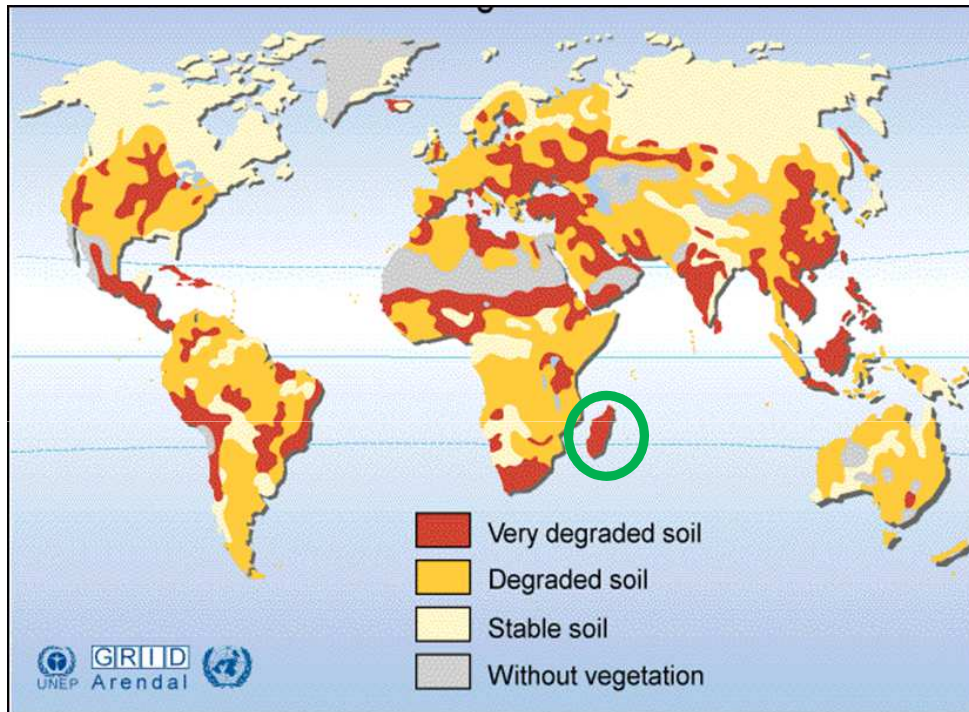 Very degraded soil
Degraded soil
Stable soil
Without vegetation
UNEP
GRID
Arendal